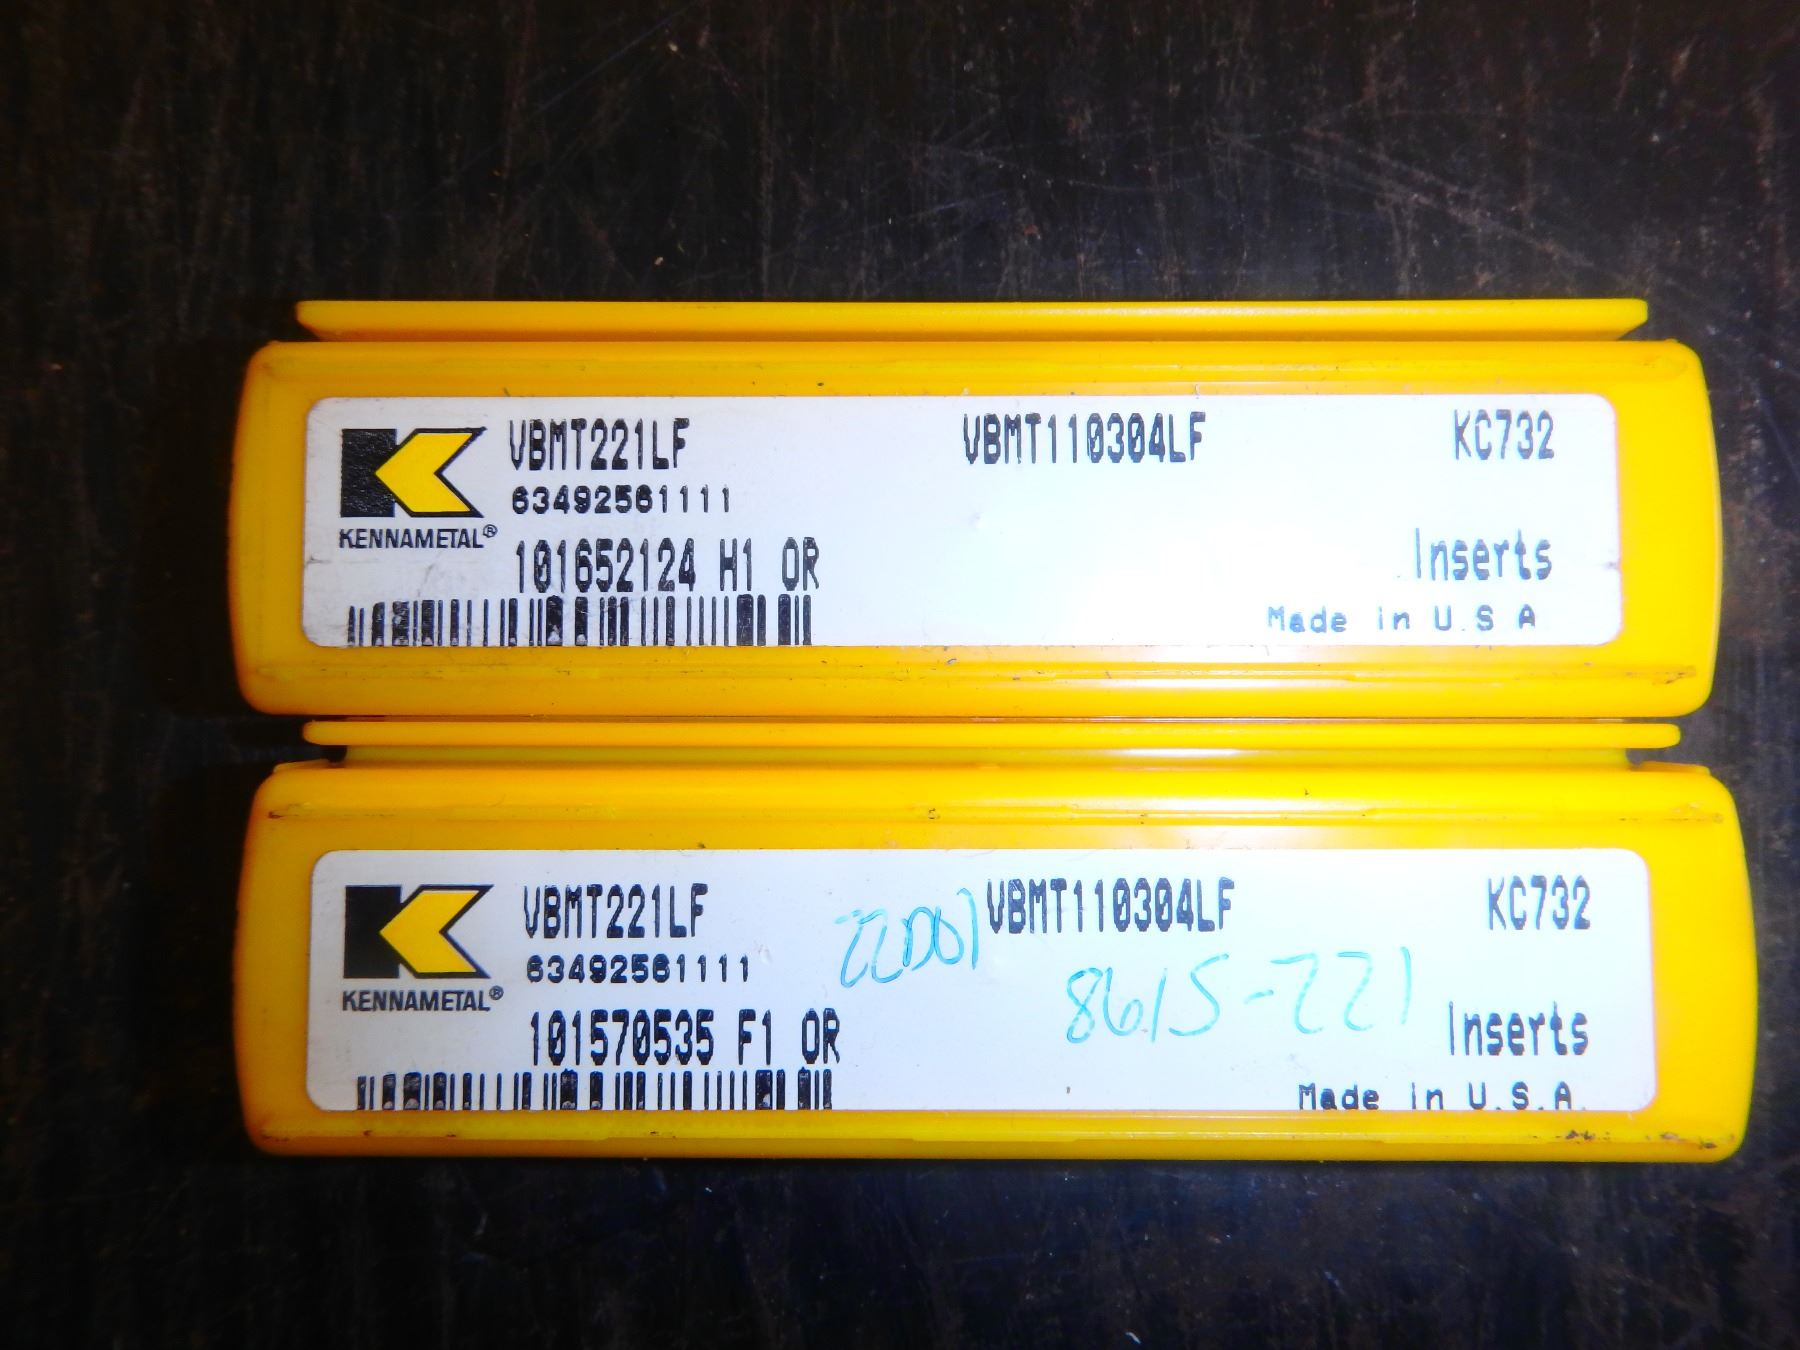 VBMT221LF VBMT110304LF KC732
63492561111
KENNAMETAL®
101652124 H1 OR Inserts
Made in U.S A
VBMT221LF VBMT110304LF KC732
63492561111
8615-221
KENNAMETAL®
101570535 F1 OR Inserts
Made in U.S.A.